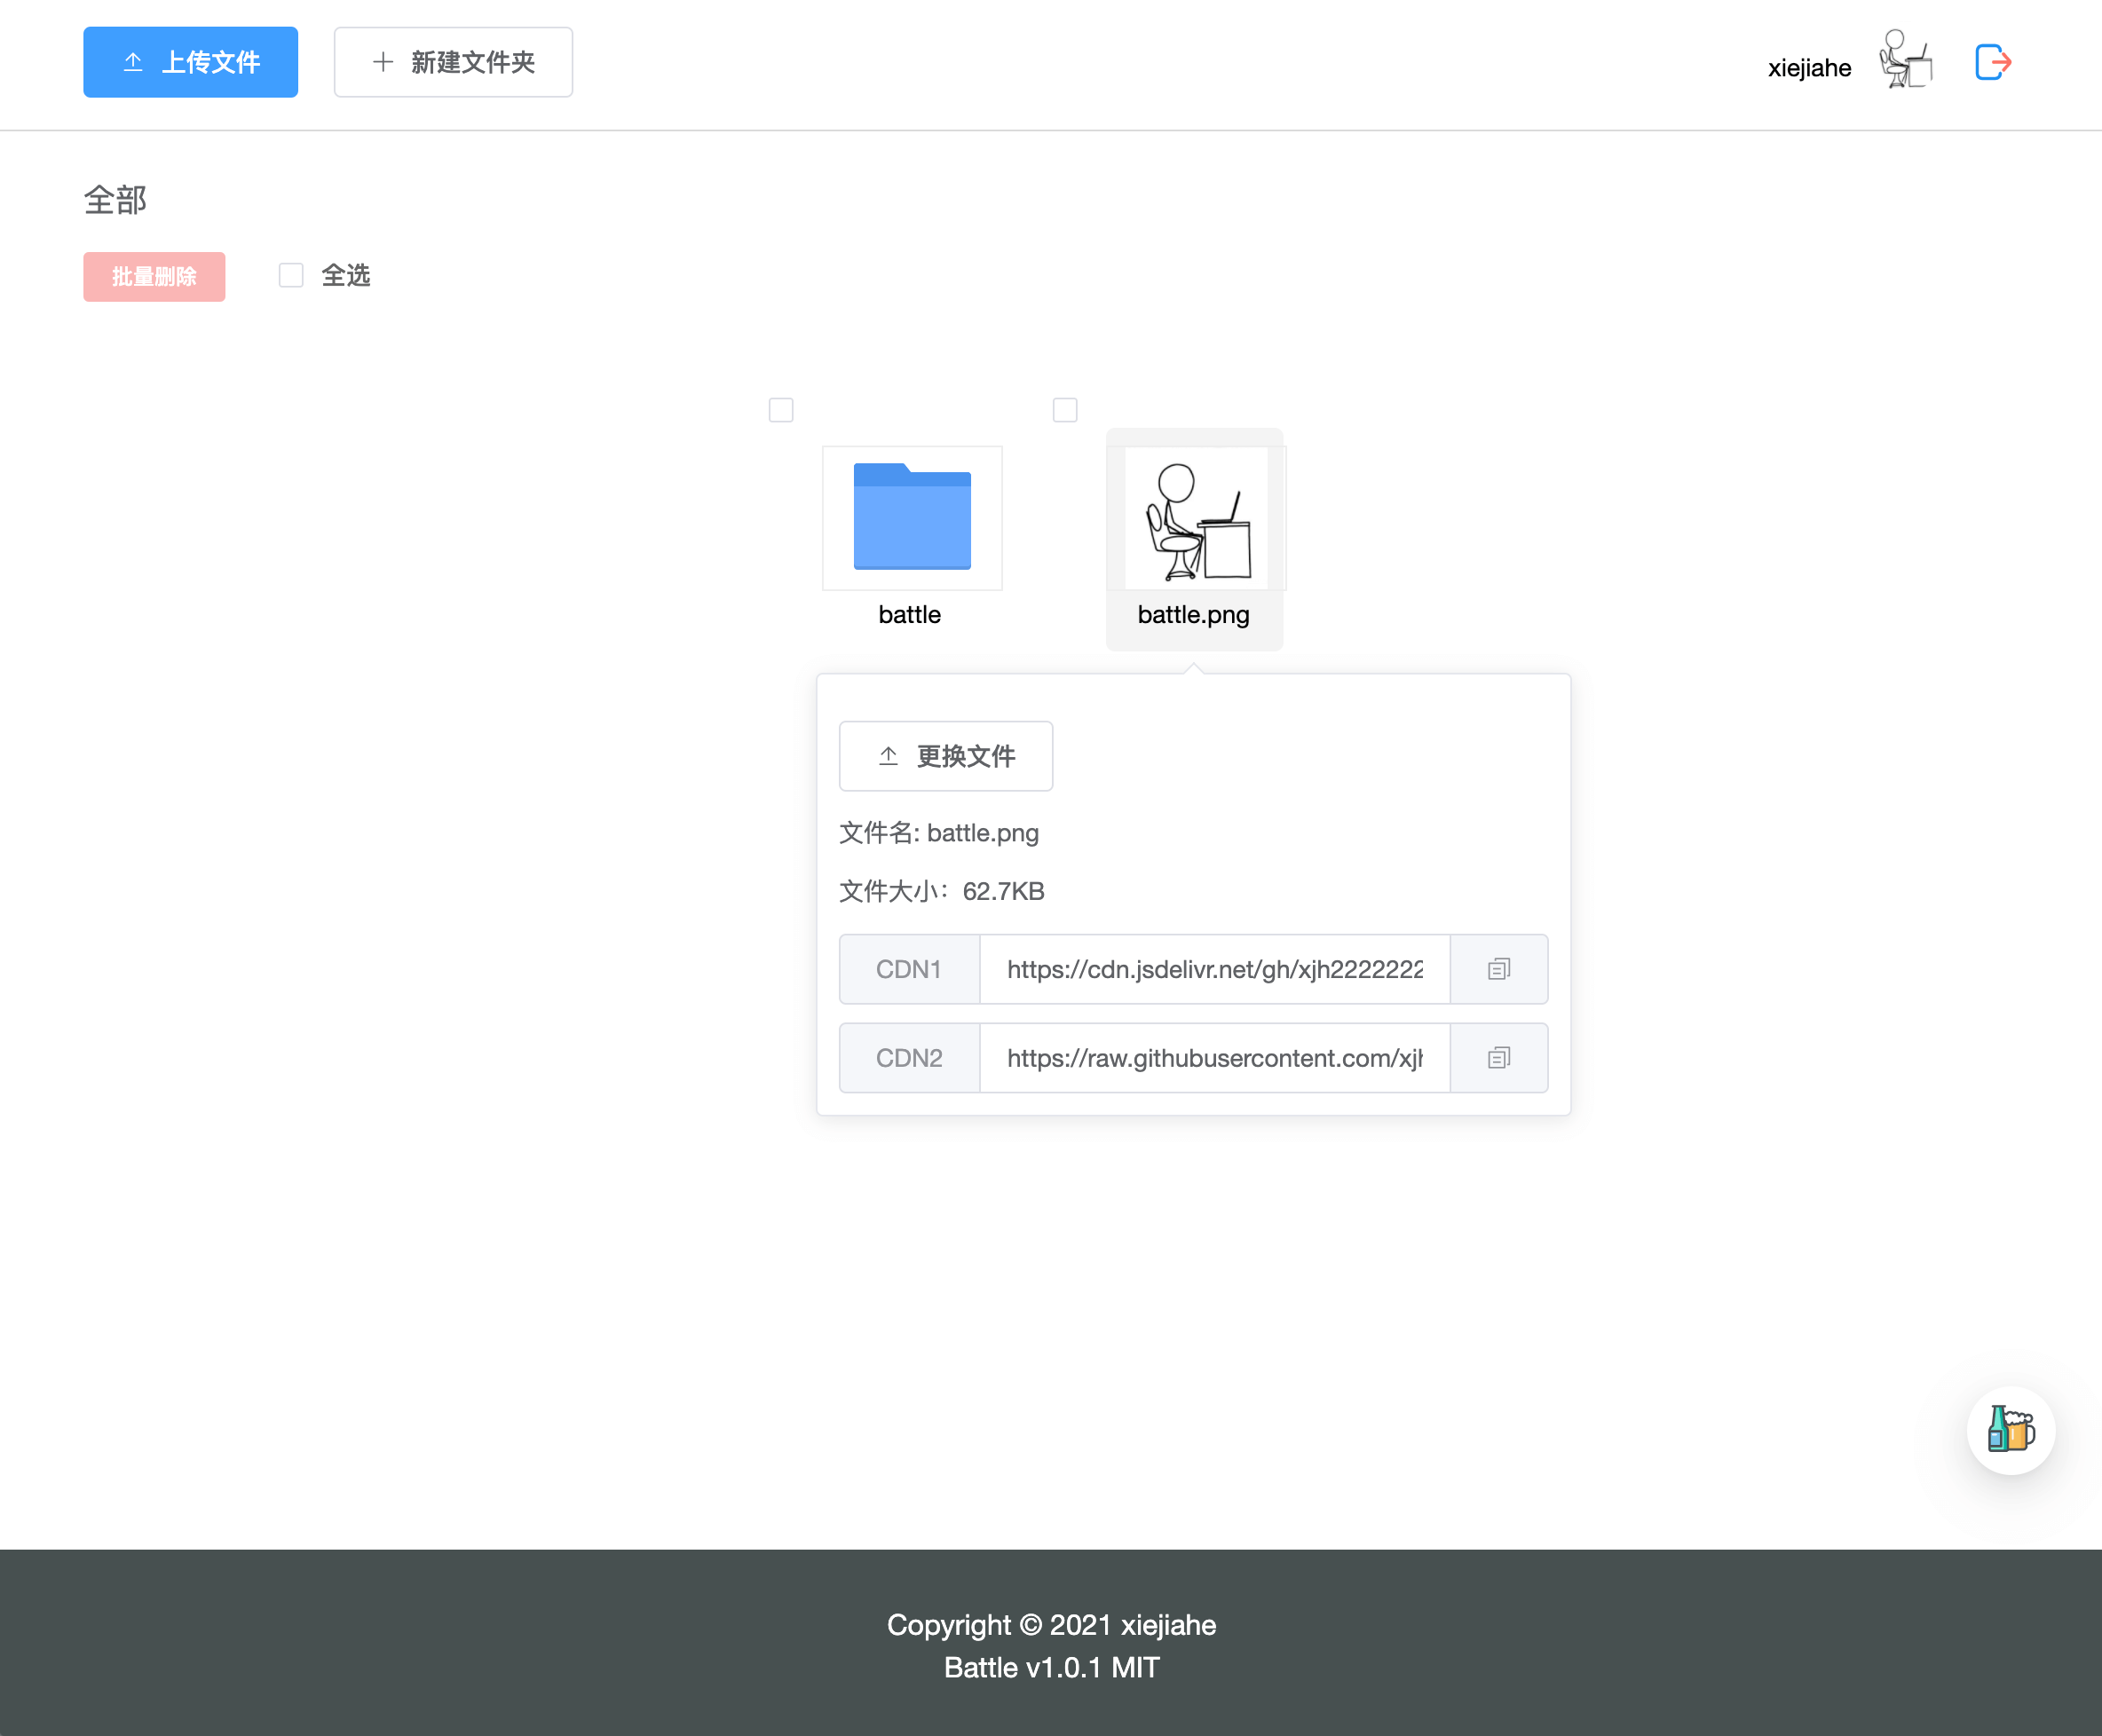 上传文件
新建文件夹
xiejiahe
全部
批量删除
全选
battle
battle.png
更换文件
文件名: battle.png
文件大小：62.7KB
CDN1
https://cdn.jsdelivr.net/gh/xjh2222222
CDN2
https://raw.githubusercontent.com/xjh
Copyright © 2021 xiejiahe
Battle v1.0.1 MIT